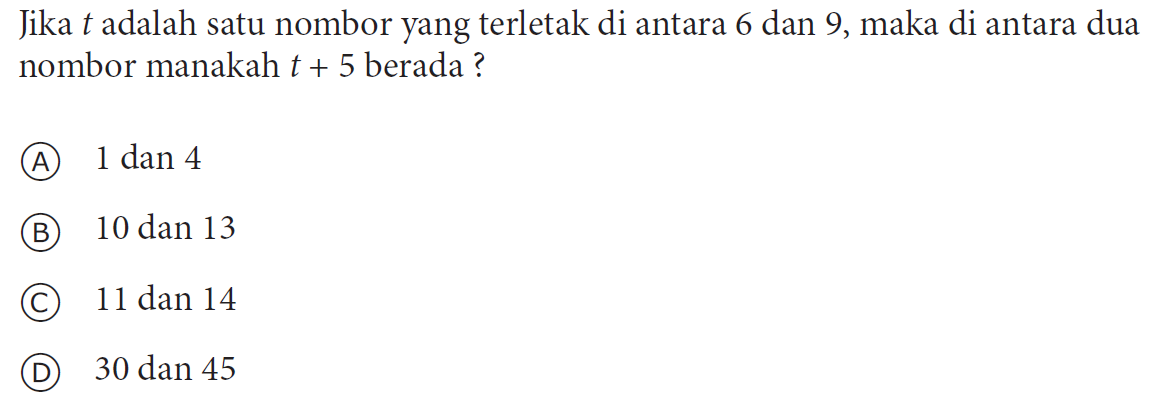 Jika t adalah satu nombor yang terletak di antara 6 dan 9, maka di antara dua
nombor manakah t + 5 berada ?
A 1 dan 4
B 10 dan 13
C 11 dan 14
D 30 dan 45